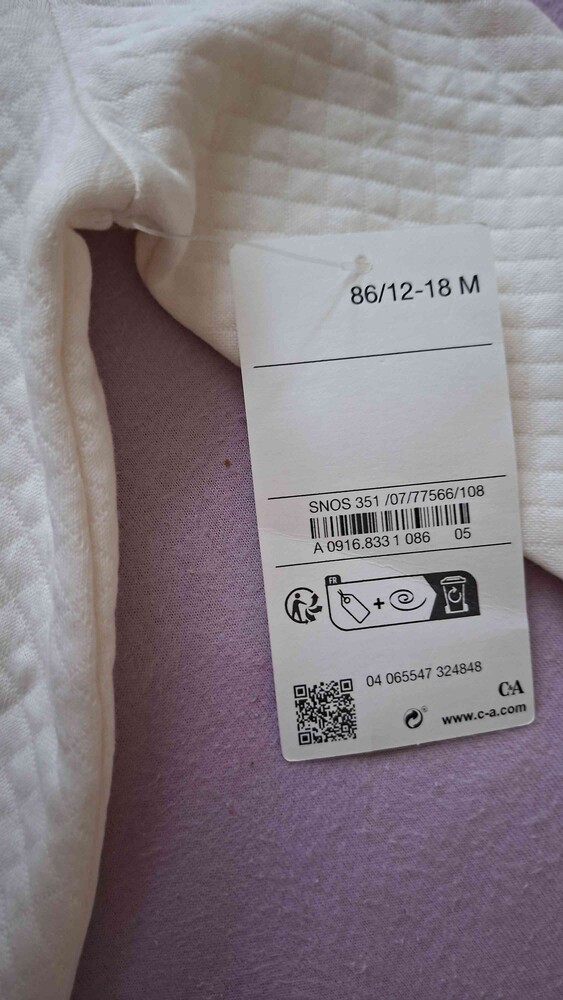 86/12-18 M
SNOS 351 /07/77566/108
A 0916.833 1 086 05
FR
+
04 065547 324848
C&A
www.c-a.com